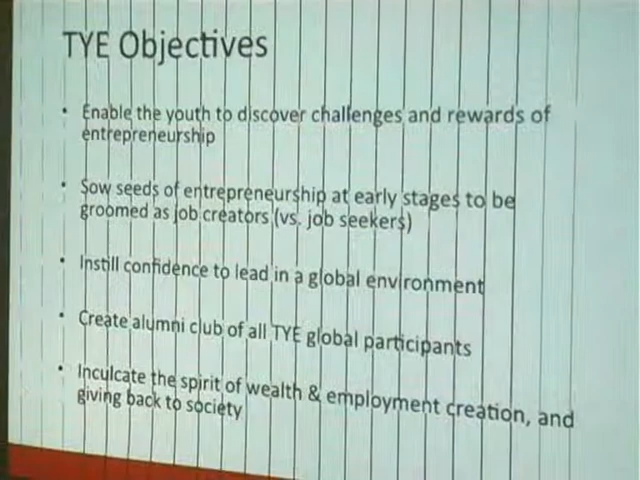 TYE Objectives
• Enable the youth to discover challenges and rewards of
entrepreneurship
• Sow seeds of entrepreneurship at early stages to be
groomed as job creators (vs. job seekers)
• Instill confidence to lead in a global environment
• Create alumni club of all TYE global participants
• Inculcate the spirit of wealth & employment creation, and
giving back to society